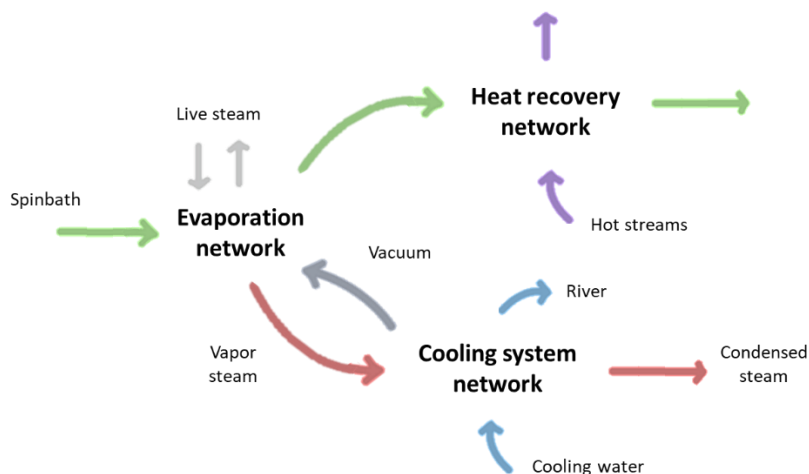 Heat recovery
network
Live steam
Spinbath
Evaporation
network
Hot streams
Vacuum
River
Vapor
steam
Cooling system
network
Condensed
steam
Cooling water